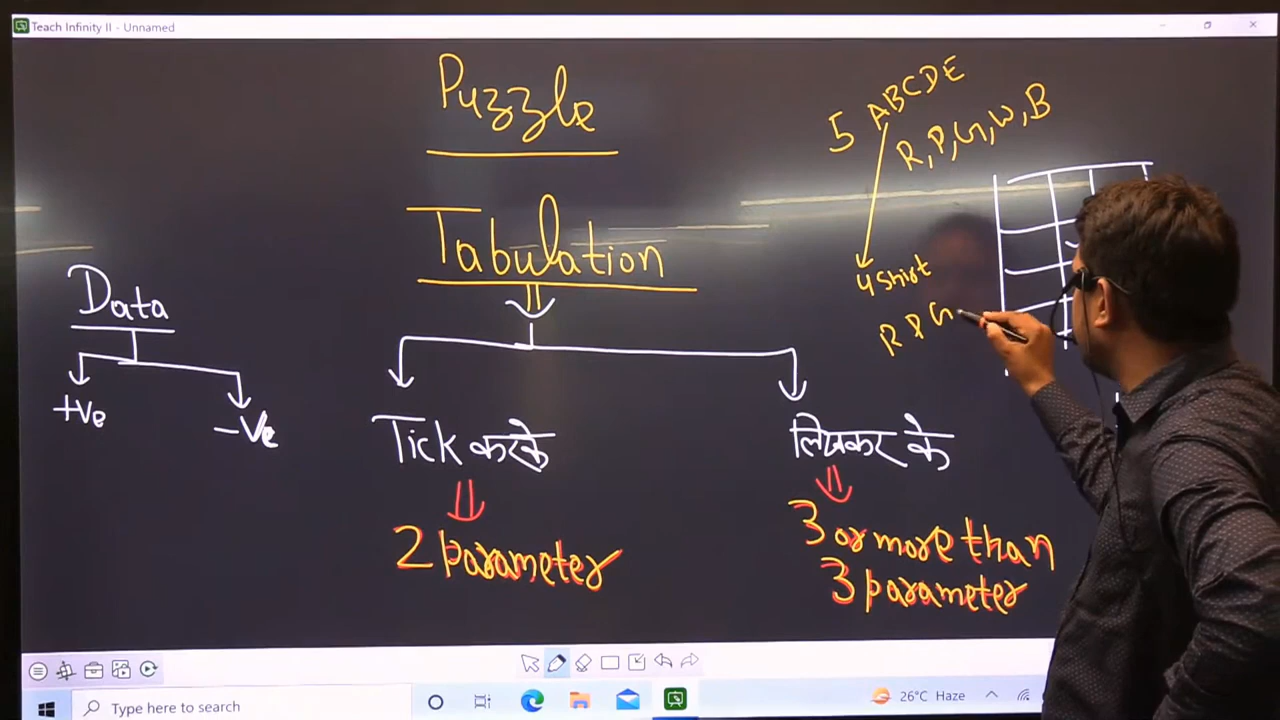 Teach Infinity II - Unnamed
Puzzle
5 ABCDE
R, P, G, W, B
Tabulation
Data
4 Shirt
R P G
+Ve
-Ve
Tick करके
लिखकर के
2 parameter
3 or more than
3 parameter
Type here to search
26°C Haze